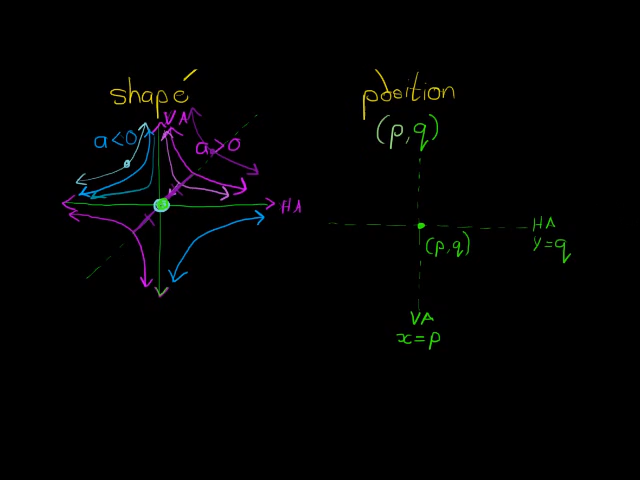 shape
position
VA
(p,q)
a<0
a>0
HA
HA
(p,q)
y=q
VA
x=p